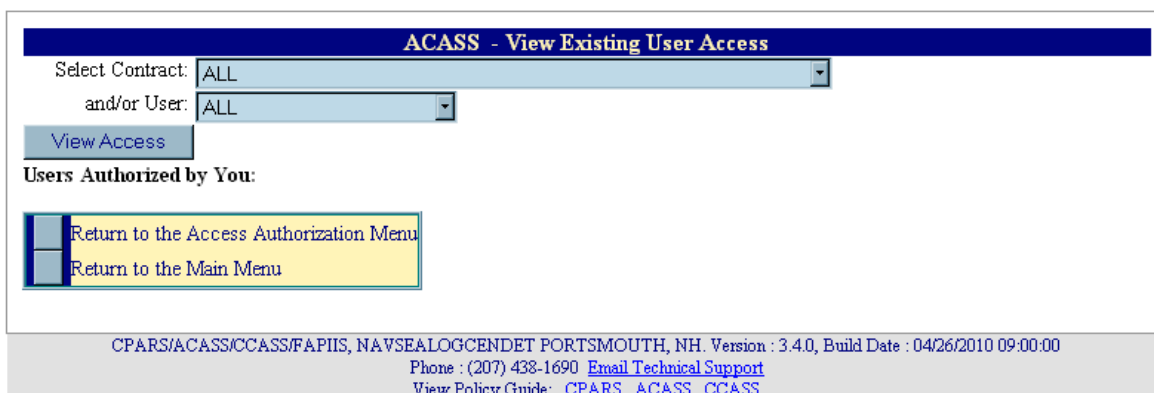 ACASS - View Existing User Access
Select Contract: ALL
and/or User: ALL
View Access
Users Authorized by You:
Return to the Access Authorization Menu
Return to the Main Menu
CPARS/ACASS/CCASS/FAPIIS, NAVSEALOGCENDET PORTSMOUTH, NH. Version : 3.4.0, Build Date : 04/26/2010 09:00:00
Phone : (207) 438-1690 Email Technical Support
View Policy Guide: CPARS ACASS CCASS